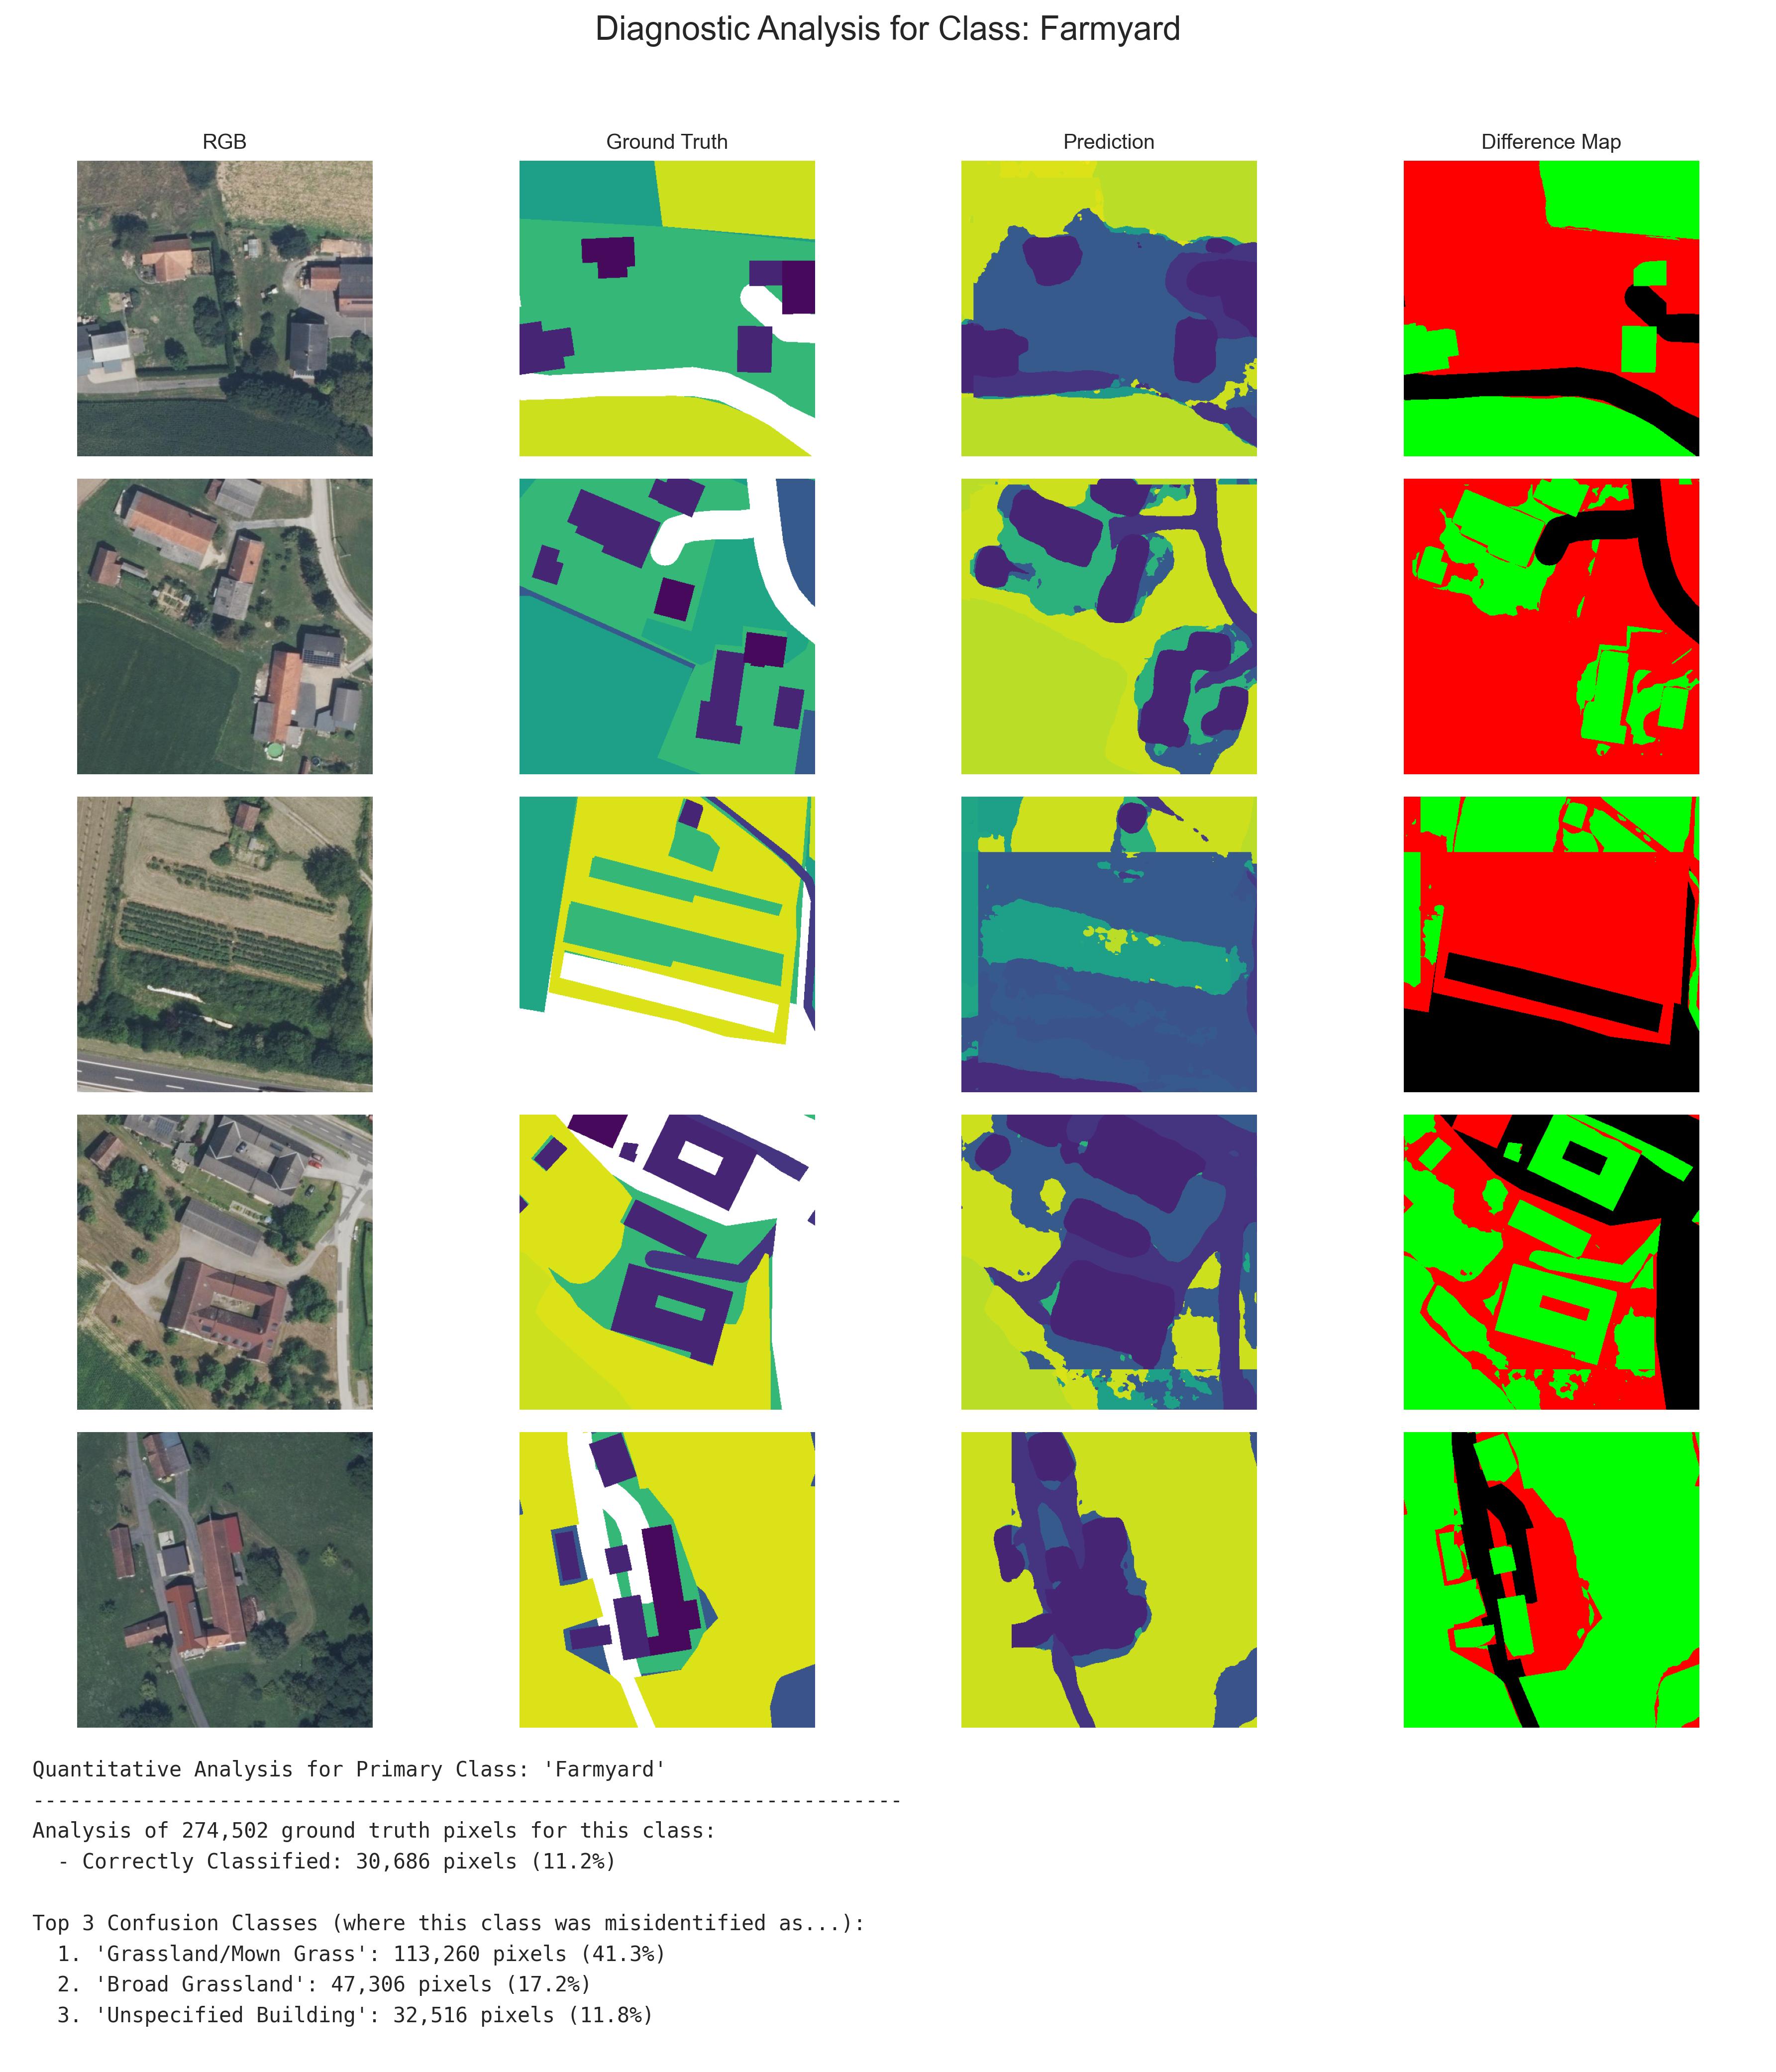 Diagnostic Analysis for Class: Farmyard
RGB
Ground Truth
Prediction
Difference Map
Quantitative Analysis for Primary Class: 'Farmyard'
----------------------------------------------------------------------
Analysis of 274,502 ground truth pixels for this class:
- Correctly Classified: 30,686 pixels (11.2%)
Top 3 Confusion Classes (where this class was misidentified as...):
1. 'Grassland/Mown Grass': 113,260 pixels (41.3%)
2. 'Broad Grassland': 47,306 pixels (17.2%)
3. 'Unspecified Building': 32,516 pixels (11.8%)